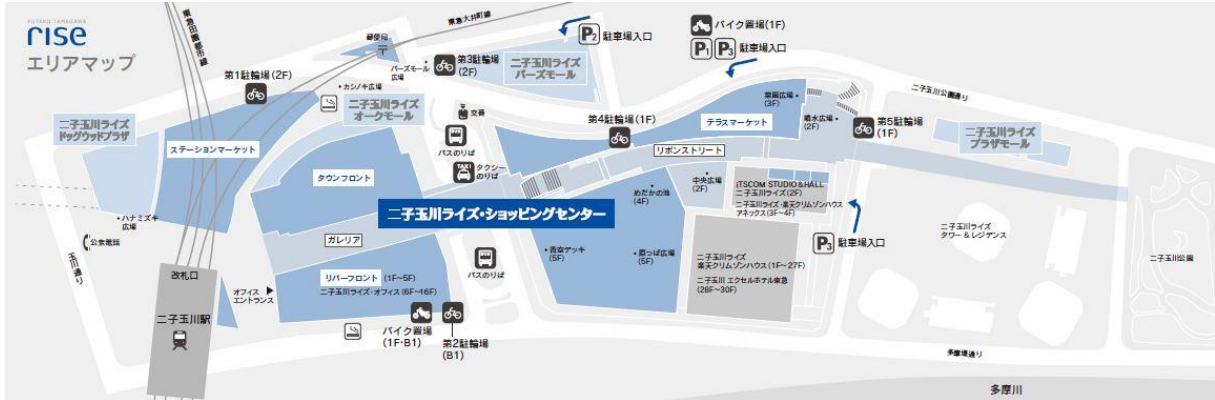 FUTAKO TAMAGAWA
rise
エリアマップ
東急田園都市線
東急大井町線
郵便局
バーズモール
広場
第3駐輪場
(2F)
二子玉川ライズ
バーズモール
P2 駐車場入口
バイク置場(1F)
P1 P3 駐車場入口
二子玉川公園通り
第1駐輪場(2F)
カシノキ広場
二子玉川ライズ
オークモール
交番
バスのりば
TAXI
タクシー
のりば
第4駐輪場(1F)
テラスマーケット
菜園広場
(3F)
噴水広場
(2F)
第5駐輪場
(1F)
二子玉川ライズ
プラザモール
二子玉川ライズ
ドッグウッドプラザ
ステーションマーケット
タウンフロント
リボンストリート
中央広場
(2F)
めだかの池
(4F)
iTSCOM STUDIO&HALL
二子玉川ライズ(2F)
二子玉川ライズ・楽天クリムゾンハウス
アネックス(3F〜4F)
二子玉川ライズ・ショッピングセンター
ハナミズキ
広場
公衆電話
玉川通り
ガレリア
バスのりば
青空デッキ
(5F)
原っぱ広場
(5F)
P3 駐車場入口
二子玉川ライズ
タワー&レジデンス
二子玉川公園
改札口
オフィス
エントランス
リバーフロント (1F〜5F)
二子玉川ライズ・オフィス(6F〜16F)
二子玉川ライズ
楽天クリムゾンハウス(1F〜27F)
二子玉川 エクセルホテル東急
(28F〜30F)
二子玉川駅
バイク置場
(1F・B1)
第2駐輪場
(B1)
多摩堤通り
多摩川